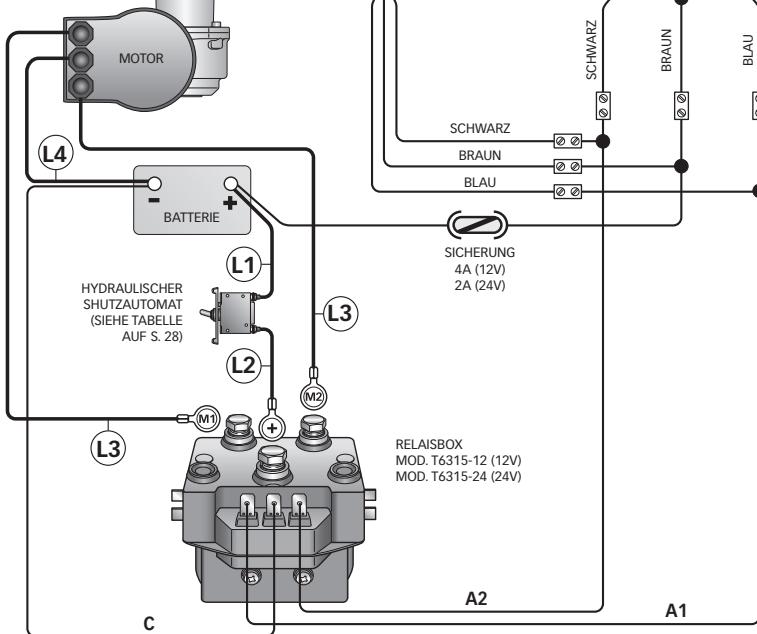 MOTOR
SCHWARZ
BRAUN
BLAU
SCHWARZ
BRAUN
BLAU
L4
-
+
BATTERIE
SICHERUNG
4A (12V)
2A (24V)
L1
HYDRAULISCHER
SHUTZAUTOMAT
(SIEHE TABELLE
AUF S. 28)
L3
L2
M2
M1
+
L3
RELAISBOX
MOD. T6315-12 (12V)
MOD. T6315-24 (24V)
A2
A1
C